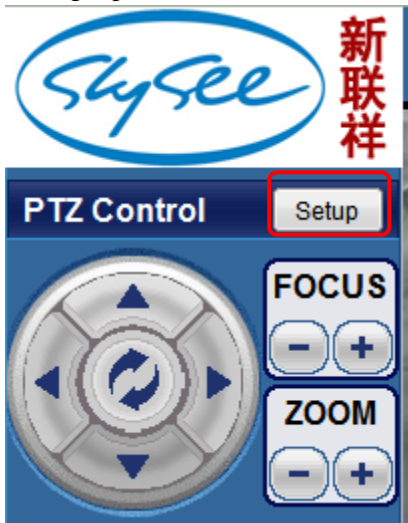 SkySee
新联祥
PTZ Control
Setup
FOCUS
- +
ZOOM
- +